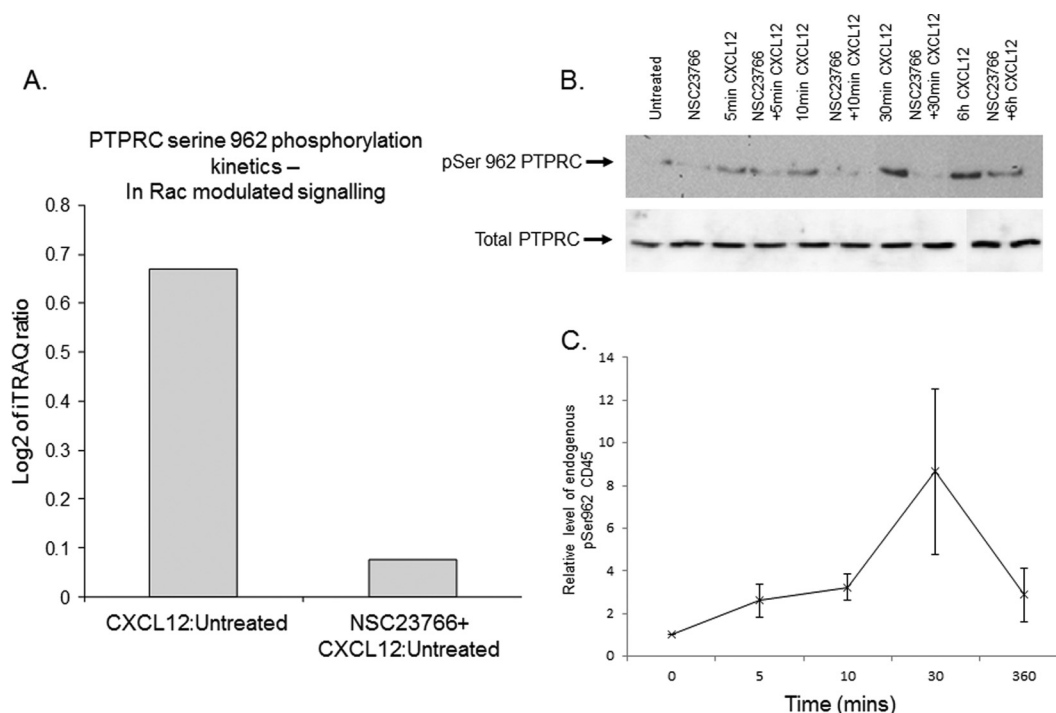 A.
PTPRC serine 962 phosphorylation
kinetics –
In Rac modulated signalling
Log2 of iTRAQ ratio
0.8
0.7
0.6
0.5
0.4
0.3
0.2
0.1
0
CXCL12:Untreated
NSC23766+
CXCL12:Untreated
B.
Untreated
NSC23766
5min CXCL12
NSC23766
+5min CXCL12
10min CXCL12
NSC23766
+10min CXCL12
30min CXCL12
NSC23766
+30min CXCL12
6h CXCL12
NSC23766
+6h CXCL12
pSer 962 PTPRC
Total PTPRC
C.
Relative level of endogenous
pSer962 CD45
14
12
10
8
6
4
2
0
0 5 10 30 360
Time (mins)